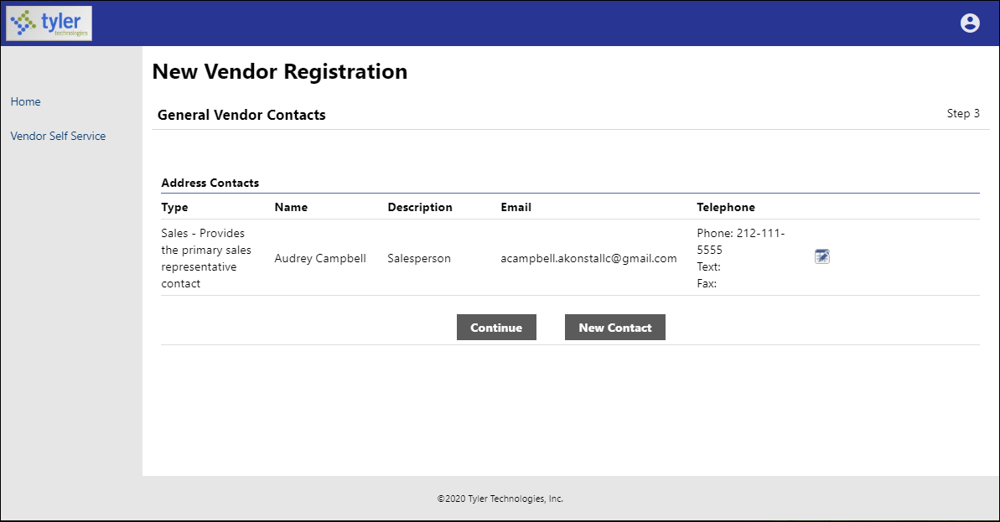 tyler
technologies
New Vendor Registration
Home
Vendor Self Service
General Vendor Contacts
Step 3
Address Contacts
Type Name Description Email Telephone
Sales - Provides
the primary sales
representative
contact
Audrey Campbell
Salesperson
acampbell.akonstallc@gmail.com
Phone: 212-111-
5555
Text:
Fax:
Continue New Contact
©2020 Tyler Technologies, Inc.